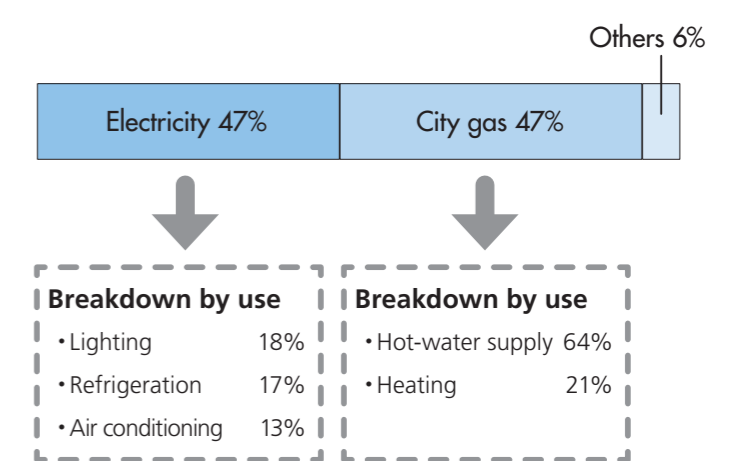 Others 6%
Electricity 47%
City gas 47%
Breakdown by use
・Lighting 18%
・Refrigeration 17%
・Air conditioning 13%
Breakdown by use
・Hot-water supply 64%
・Heating 21%